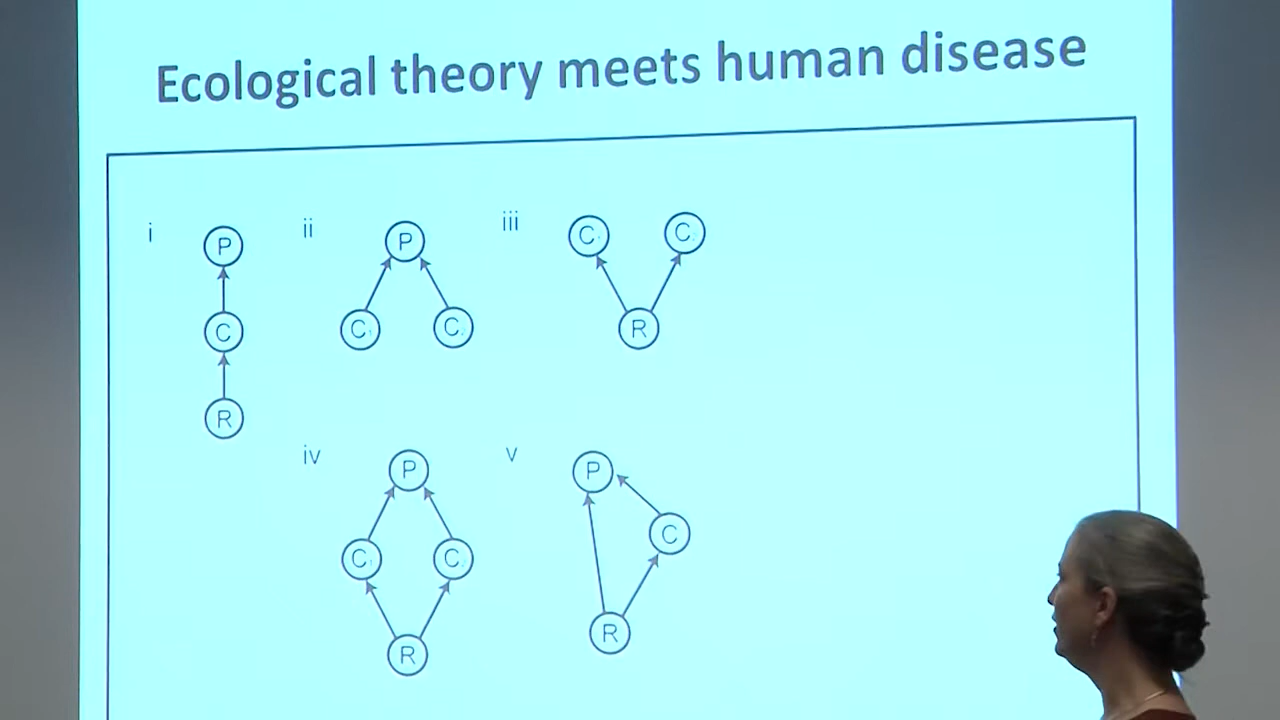 Ecological theory meets human disease
i ii iii
P P C C
C C C R
R
iv v
P P
C C C
R R